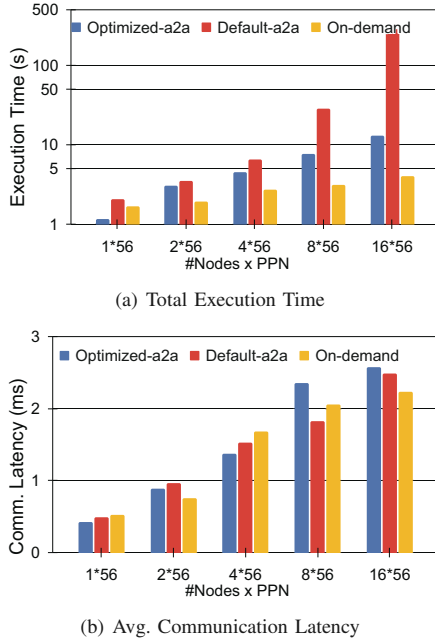 500
Optimized-a2a Default-a2a On-demand
100
50
10
5
1
Execution Time (s)
1*56 2*56 4*56 8*56 16*56
#Nodes x PPN
(a) Total Execution Time
3
Optimized-a2a Default-a2a On-demand
2
1
0
Comm. Latency (ms)
1*56 2*56 4*56 8*56 16*56
#Nodes x PPN
(b) Avg. Communication Latency